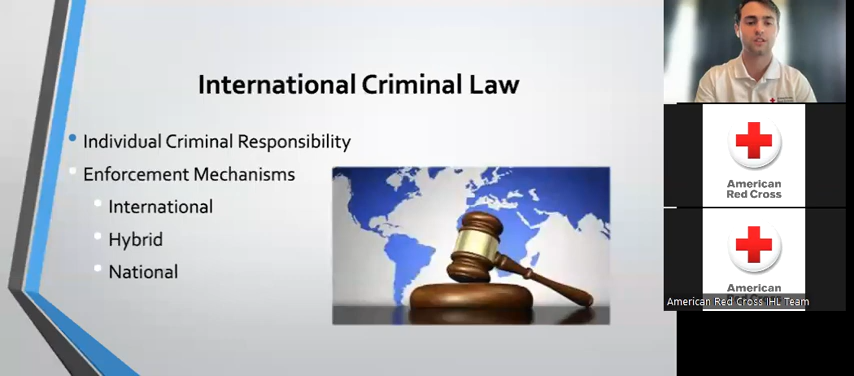 International Criminal Law
Individual Criminal Responsibility
Enforcement Mechanisms
International
Hybrid
National
American
Red Cross
American
American Red Cross IHL Team